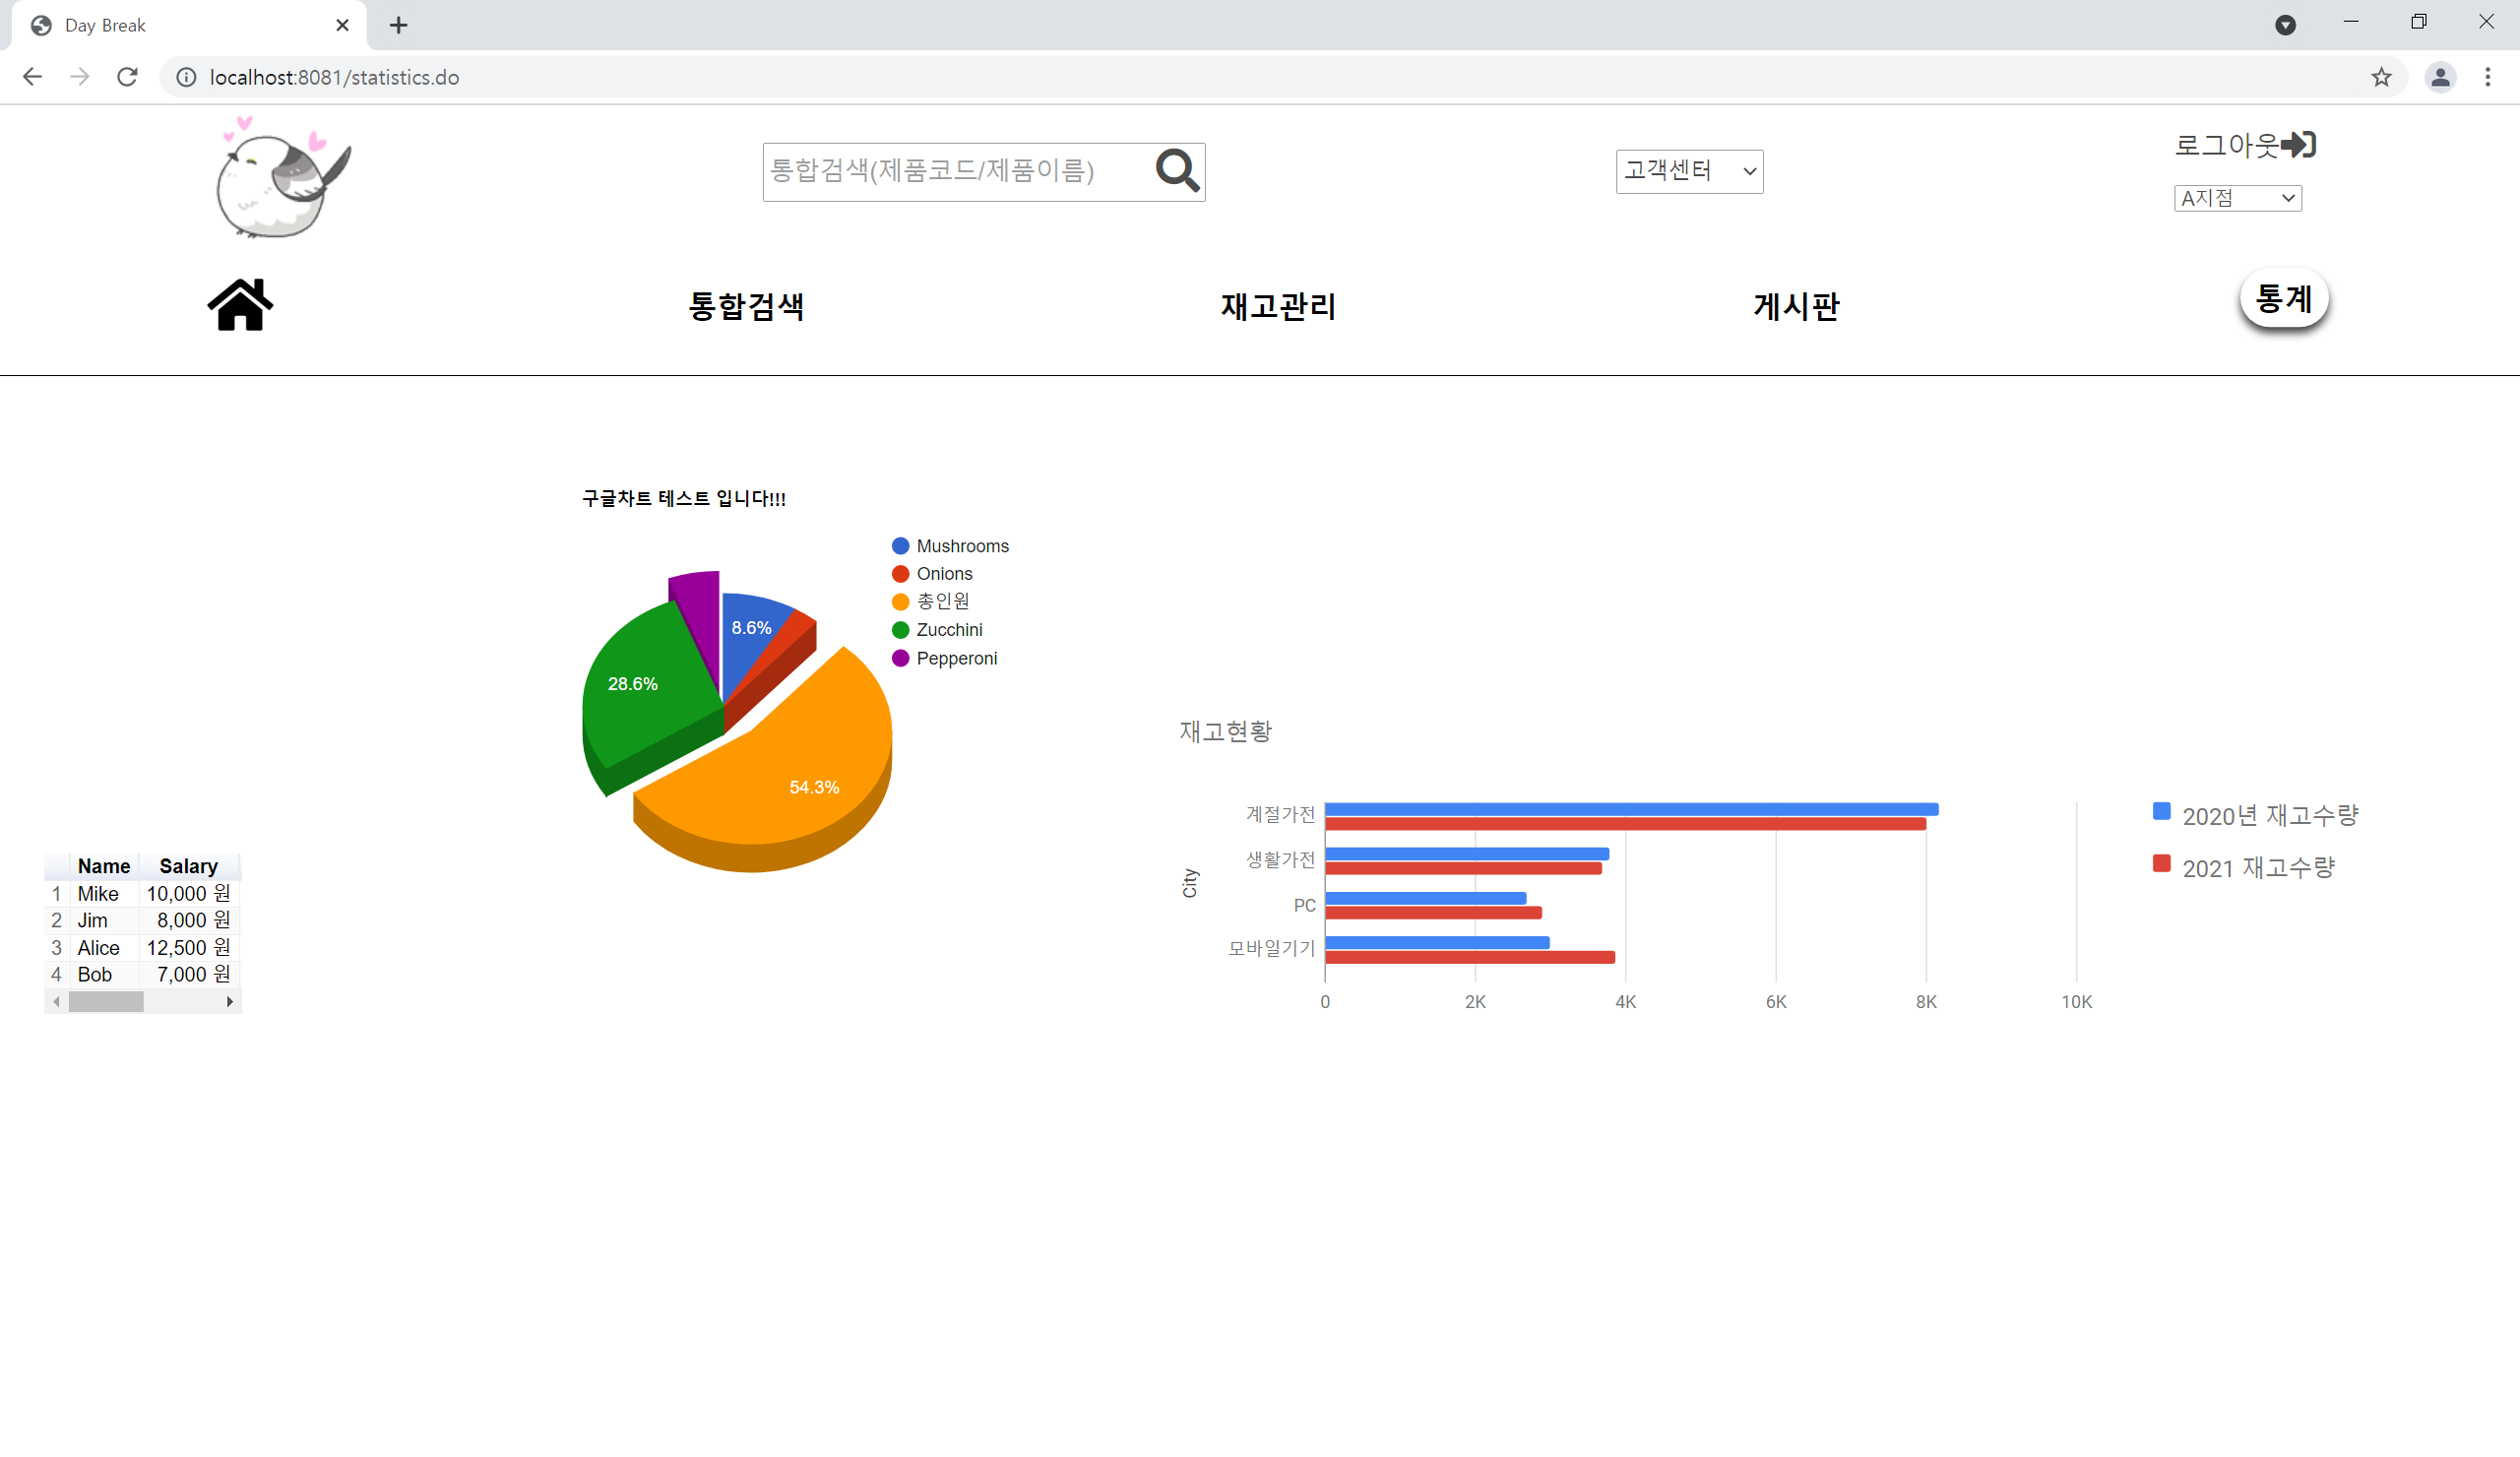 Day Break
localhost:8081/statistics.do
로그아웃
통합검색(제품코드/제품이름)
고객센터
A지점
통합검색
재고관리
게시판
통계
구글차트 테스트 입니다!!!
Mushrooms
Onions
총인원
Zucchini
Pepperoni
8.6%
28.6%
54.3%
재고현황
계절가전
생활가전
PC
모바일기기
City
0 2K 4K 6K 8K 10K
2020년 재고수량
2021 재고수량
Name Salary
1 Mike 10,000 원
2 Jim 8,000 원
3 Alice 12,500 원
4 Bob 7,000 원